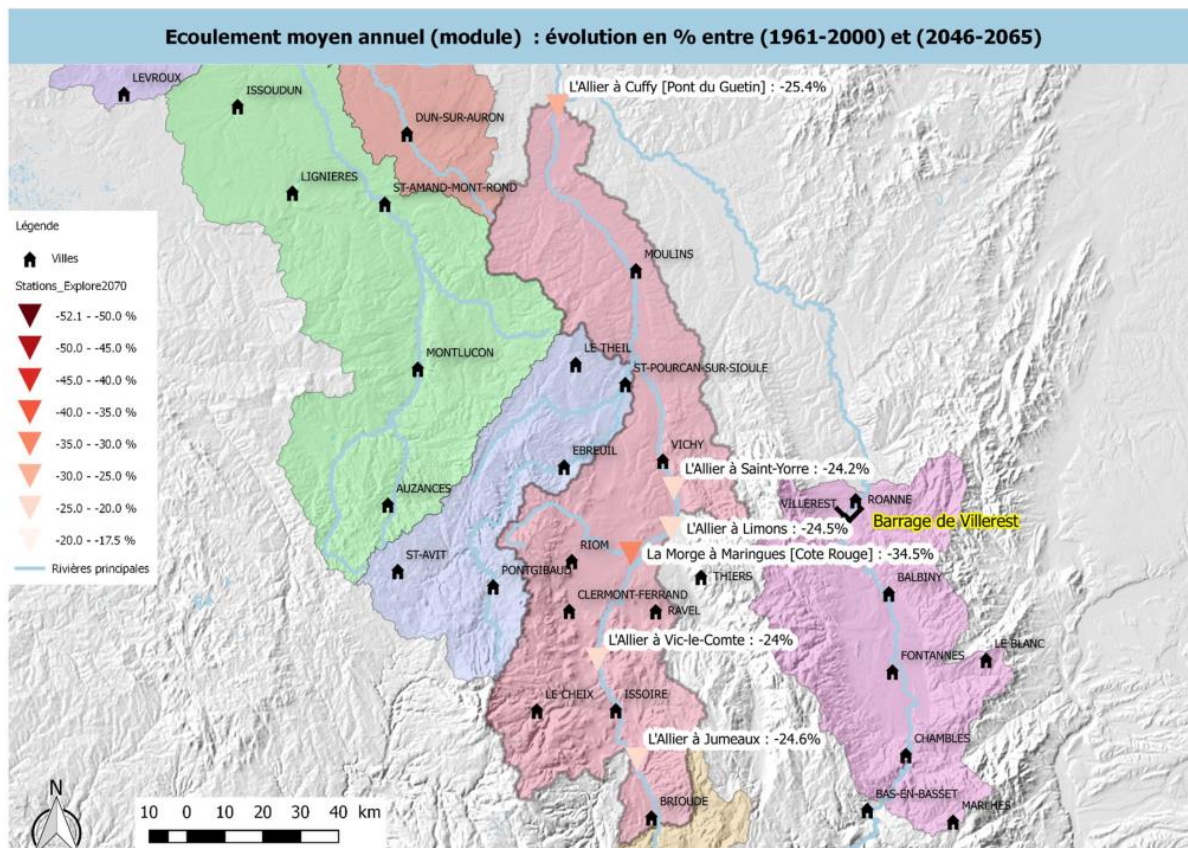 Ecoulement moyen annuel (module) : évolution en % entre (1961-2000) et (2046-2065)
LEVROUX
ISSOUDUN
L'Allier à Cuffy [Pont du Guetin] : -25.4%
DUN-SUR-AURON
LIGNIERES
ST-AMAND-MONT-ROND
Légende
Villes
Stations_Explore2070
-52.1 - -50.0 %
-50.0 - -45.0 %
-45.0 - -40.0 %
-40.0 - -35.0 %
-35.0 - -30.0 %
-30.0 - -25.0 %
-25.0 - -20.0 %
-20.0 - -17.5 %
Rivières principales
MOULINS
MONTLUCON
LE THEIL
ST-POURCAN-SUR-SIOULE
EBREUIL
VICHY
L'Allier à Saint-Yorre : -24.2%
AUZANCES
VILLEREST
ROANNE
Barrage de Villerest
L'Allier à Limons : -24.5%
La Morge à Maringues [Cote Rouge] : -34.5%
RIOM
ST-AVIT
PONTGIBAUD
THIERS
BALBINY
CLERMONT-FERRAND
RAVEL
L'Allier à Vic-le-Comte : -24%
LE BLANC
FONTANNES
LE CHEIX
ISSOIRE
L'Allier à Jumeaux : -24.6%
CHAMBLES
BRIOUDE
BAS-EN-BASSET
MARLHES
N
10 0 10 20 30 40 km